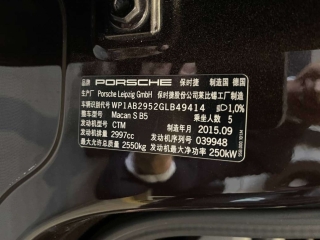 品牌 PORSCHE 保时捷 制造国 德国
生产厂 Porsche Leipzig GmbH 保时捷股份公司莱比锡工厂制造
车辆识别代号 WP1AB2952GLB49414 1,0%
整车型号 Macan S B5 乘坐人数 5
发动机型号 CTM 制造年月 2015.09
发动机排量 2997cc 发动机序列号 039948
最大允许总质量 2550kg 发动机最大净功率 250kW